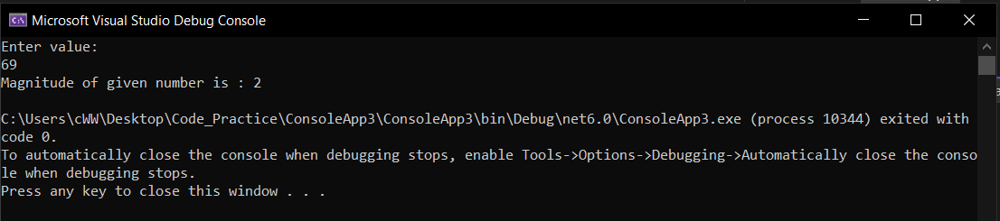 Microsoft Visual Studio Debug Console
Enter value:
69
Magnitude of given number is : 2
C:\Users\cWW\Desktop\Code_Practice\ConsoleApp3\ConsoleApp3\bin\Debug\net6.0\ConsoleApp3.exe (process 10344) exited with
code 0.
To automatically close the console when debugging stops, enable Tools->Options->Debugging->Automatically close the conso
le when debugging stops.
Press any key to close this window . . .